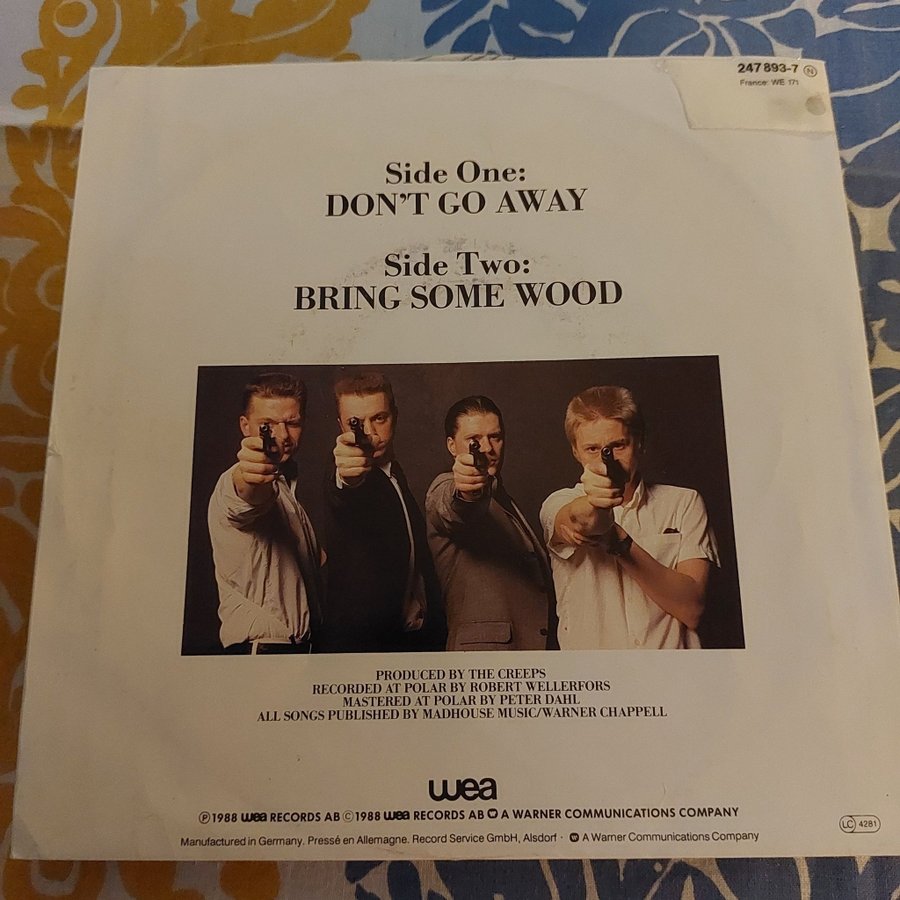 247 893-7 Ⓝ
France: WE 171
Side One:
DON'T GO AWAY
Side Two:
BRING SOME WOOD
PRODUCED BY THE CREEPS
RECORDED AT POLAR BY ROBERT WELLERFORS
MASTERED AT POLAR BY PETER DAHL
ALL SONGS PUBLISHED BY MADHOUSE MUSIC/WARNER CHAPPELL
wea
Ⓟ1988 wea RECORDS AB ©1988 wea RECORDS AB A WARNER COMMUNICATIONS COMPANY
LC 4281
Manufactured in Germany. Pressé en Allemagne. Record Service GmbH, Alsdorf · A Warner Communications Company